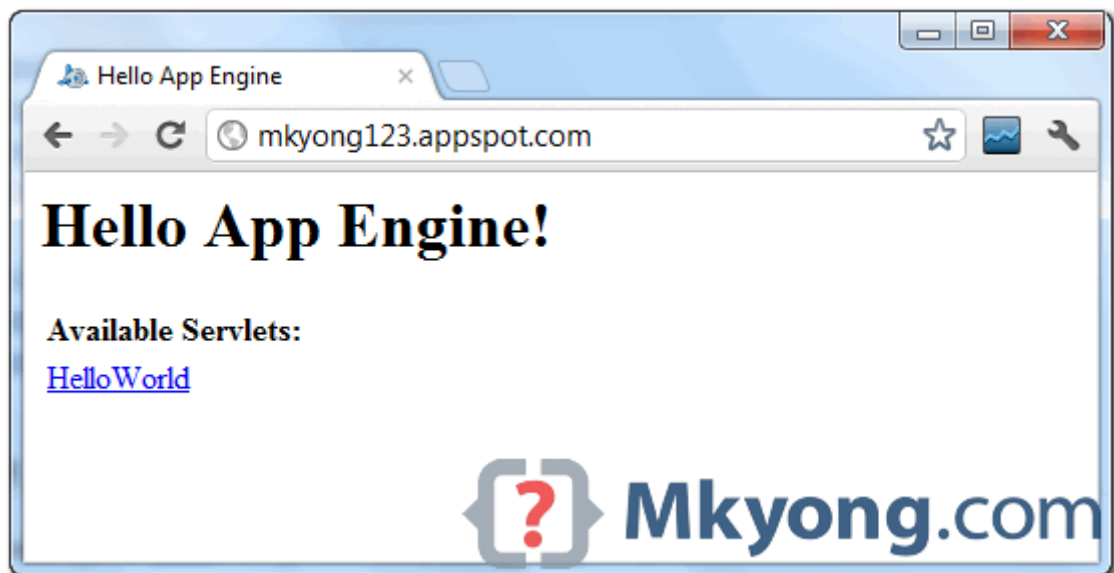 Hello App Engine
mkyong123.appspot.com
Hello App Engine!
Available Servlets:
HelloWorld
Mkyong.com